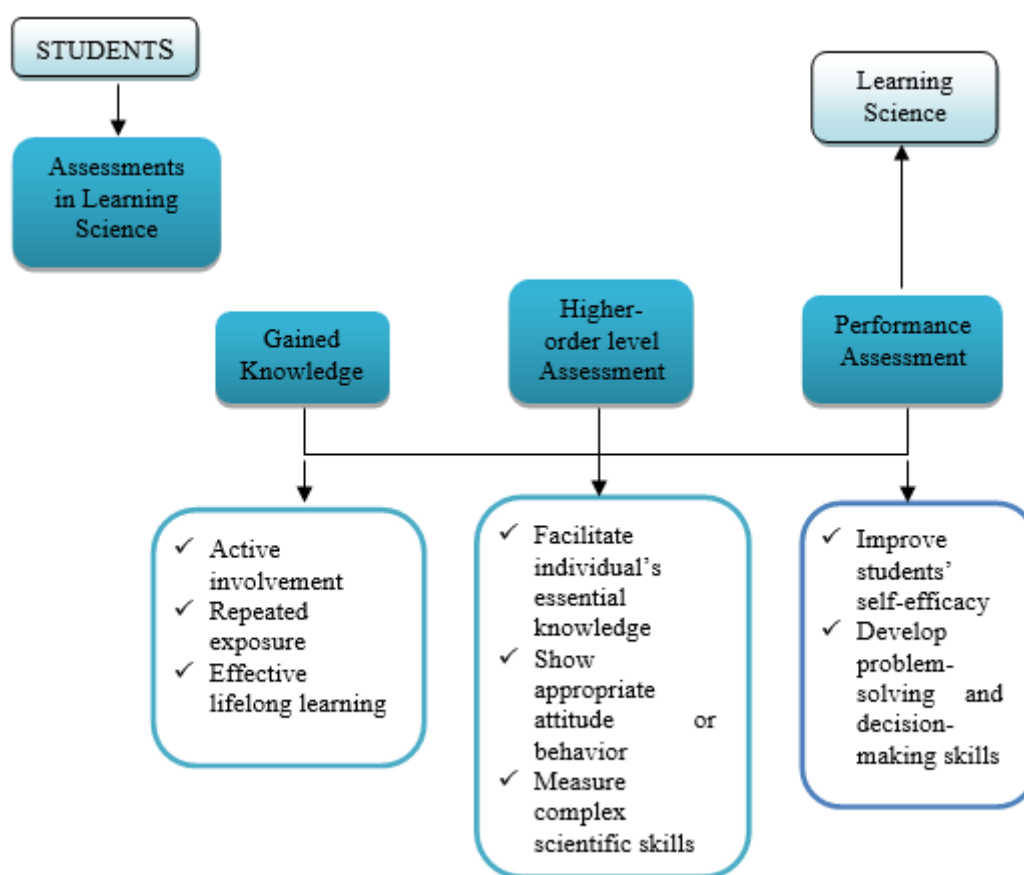 STUDENTS
Learning
Science
Assessments
in Learning
Science
Gained
Knowledge
Higher-
order level
Assessment
Performance
Assessment
✓ Active
involvement
✓ Repeated
exposure
✓ Effective
lifelong learning
✓ Facilitate
individual’s
essential
knowledge
✓ Show
appropriate
attitude or
behavior
✓ Measure
complex
scientific skills
✓ Improve
students’
self-efficacy
✓ Develop
problem-
solving and
decision-
making skills